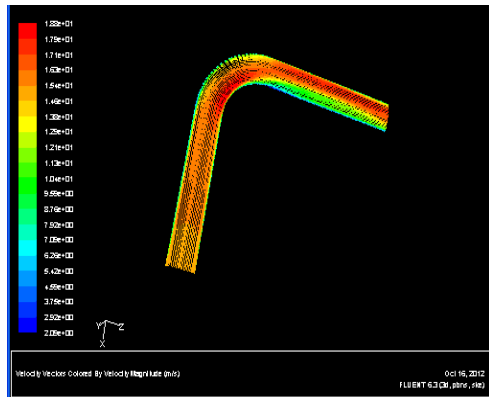 1.88e+01
1.80e+01
1.71e+01
1.63e+01
1.54e+01
1.46e+01
1.38e+01
1.29e+01
1.21e+01
1.13e+01
1.04e+01
9.59e+00
8.76e+00
7.92e+00
7.09e+00
6.26e+00
5.42e+00
4.59e+00
3.75e+00
2.92e+00
2.09e+00
Y Z
X
Velocity Vectors Colored By Velocity Magnitude (m/s)
Oct 16, 2012
FLUENT 6.3 (3d, pbns, ske)